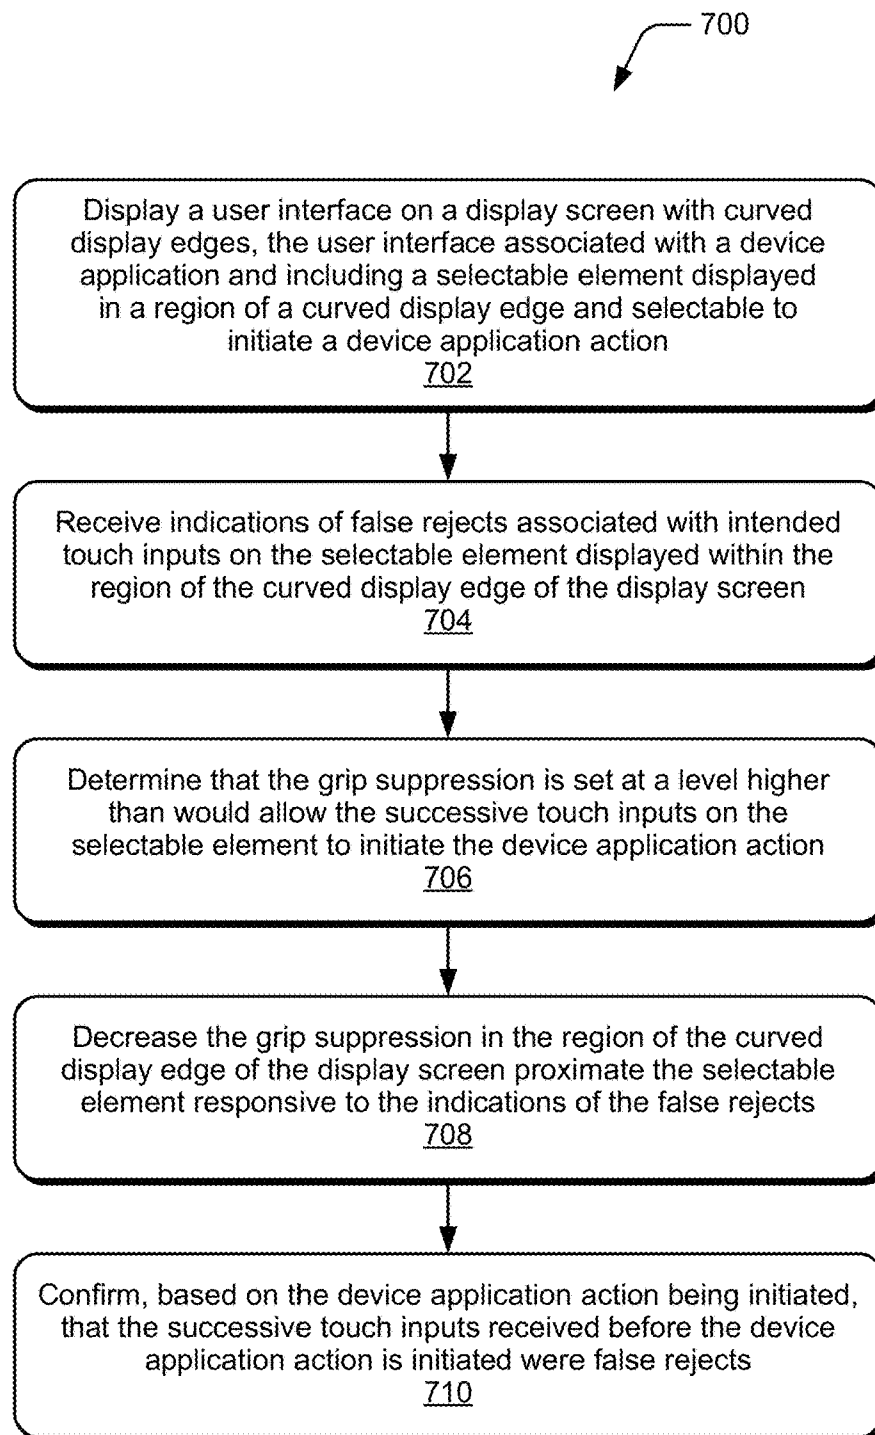 700
Display a user interface on a display screen with curved
display edges, the user interface associated with a device
application and including a selectable element displayed
in a region of a curved display edge and selectable to
initiate a device application action
702
Receive indications of false rejects associated with intended
touch inputs on the selectable element displayed within the
region of the curved display edge of the display screen
704
Determine that the grip suppression is set at a level higher
than would allow the successive touch inputs on the
selectable element to initiate the device application action
706
Decrease the grip suppression in the region of the curved
display edge of the display screen proximate the selectable
element responsive to the indications of the false rejects
708
Confirm, based on the device application action being initiated,
that the successive touch inputs received before the device
application action is initiated were false rejects
710